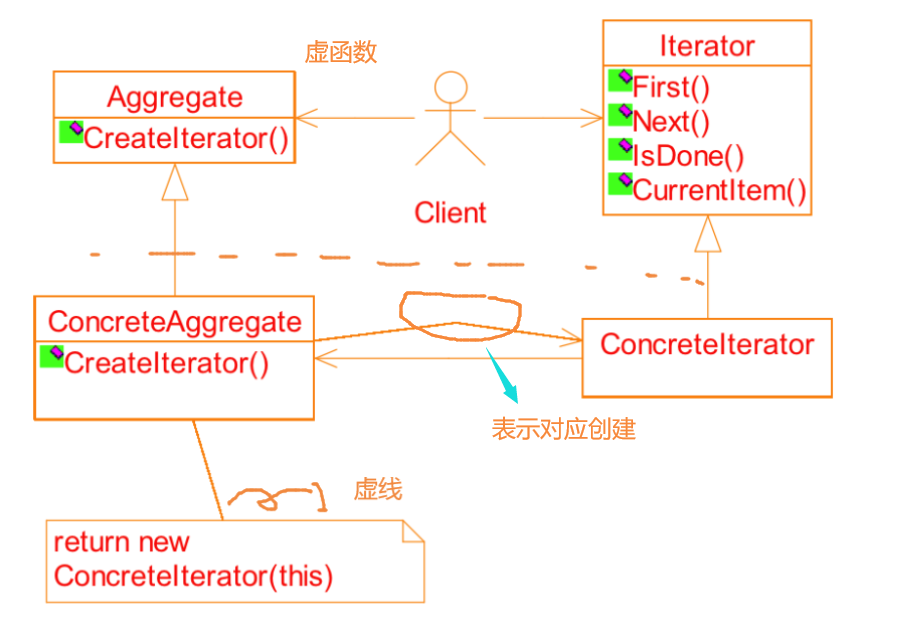 虚函数
Aggregate
CreateIterator()
Client
Iterator
First()
Next()
IsDone()
CurrentItem()
ConcreteAggregate
CreateIterator()
ConcreteIterator
表示对应创建
虚线
return new
ConcreteIterator(this)